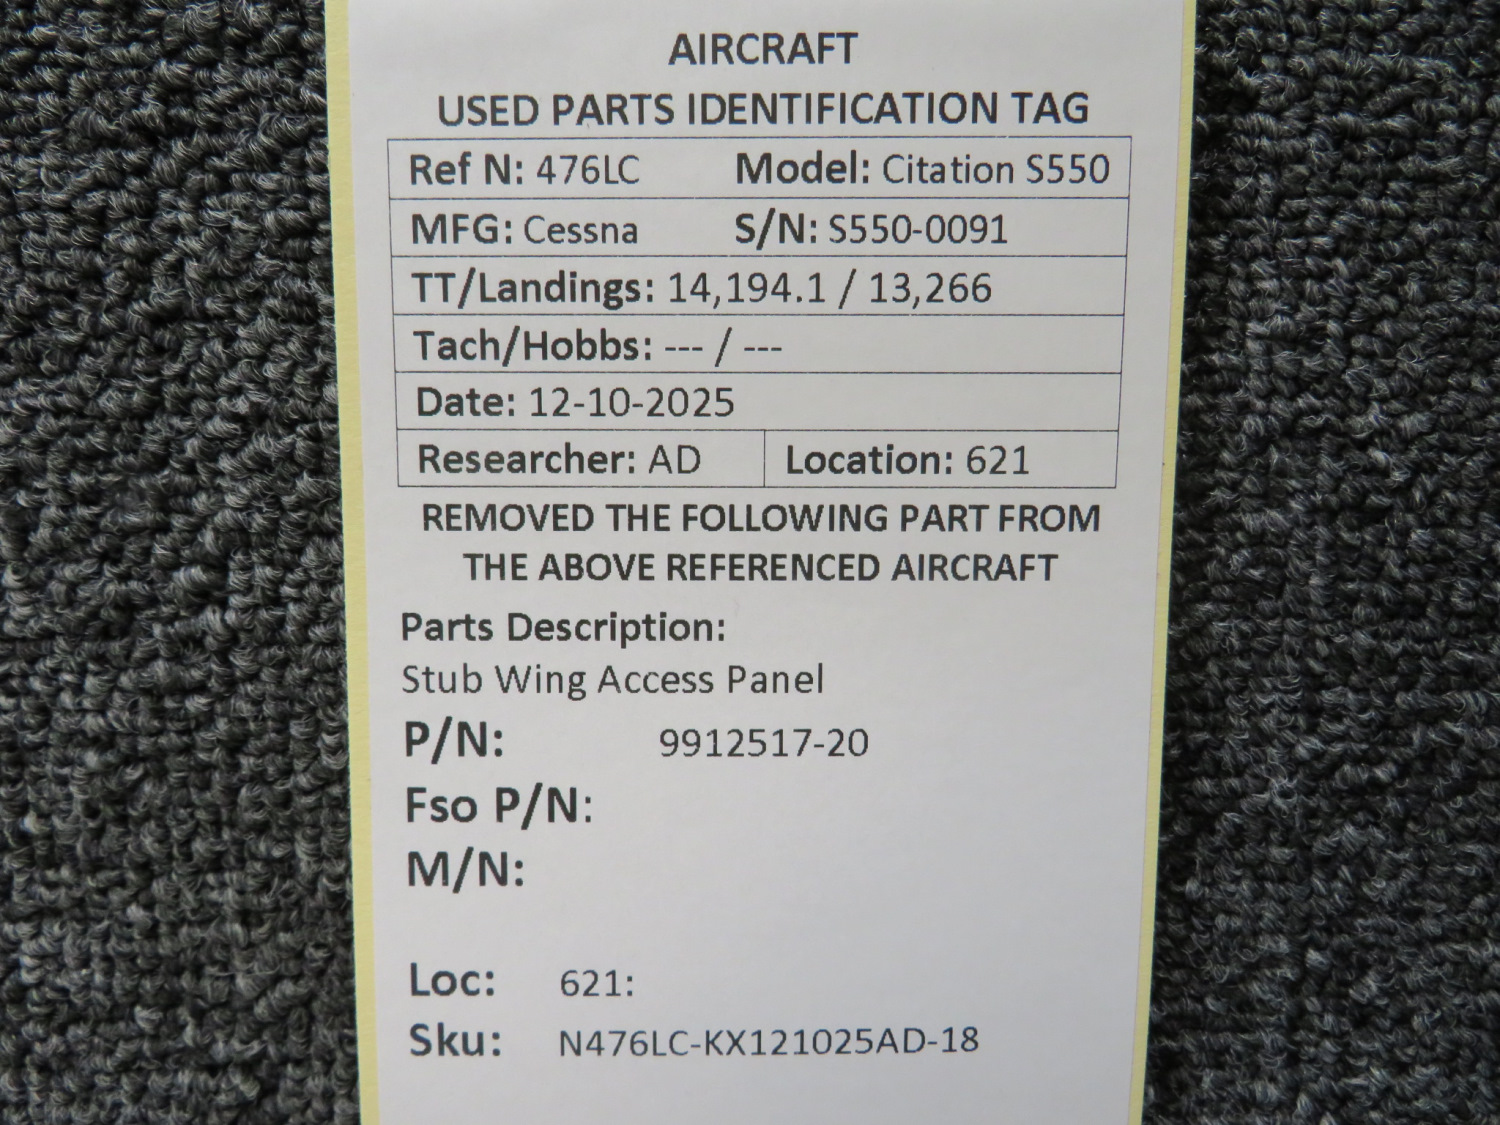 AIRCRAFT
USED PARTS IDENTIFICATION TAG
Ref N: 476LC Model: Citation S550
MFG: Cessna S/N: S550-0091
TT/Landings: 14,194.1 / 13,266
Tach/Hobbs: --- / ---
Date: 12-10-2025
Researcher: AD Location: 621
REMOVED THE FOLLOWING PART FROM
THE ABOVE REFERENCED AIRCRAFT
Parts Description:
Stub Wing Access Panel
P/N: 9912517-20
Fso P/N:
M/N:
Loc: 621:
Sku: N476LC-KX121025AD-18